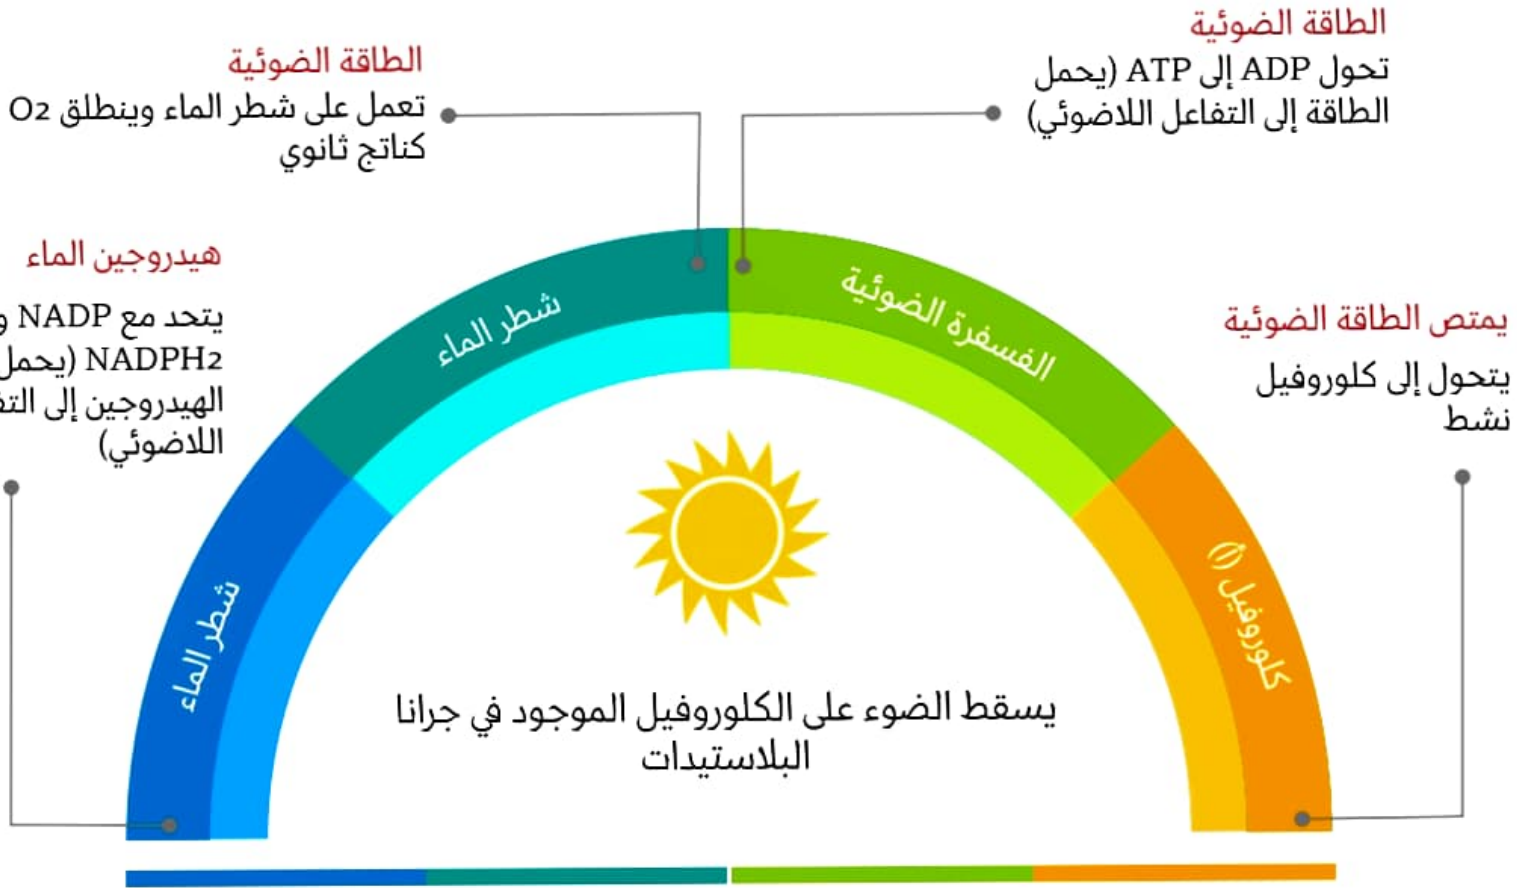 الطاقة الضوئية
تحول ADP إلى ATP (يحمل
الطاقة إلى التفاعل اللاضوئي)
الطاقة الضوئية
تعمل على شطر الماء وينطلق O2
كناتج ثانوي
يمتص الطاقة الضوئية
يتحول إلى كلوروفيل
نشط
هيدروجين الماء
يتحد مع NADP و
NADPH2 (يحمل
الهيدروجين إلى
اللاضوئي)
كلوروفيل (أ)
الفسفرة الضوئية
شطر الماء
شطر الماء
يسقط الضوء على الكلوروفيل الموجود في جرانا
البلاستيدات